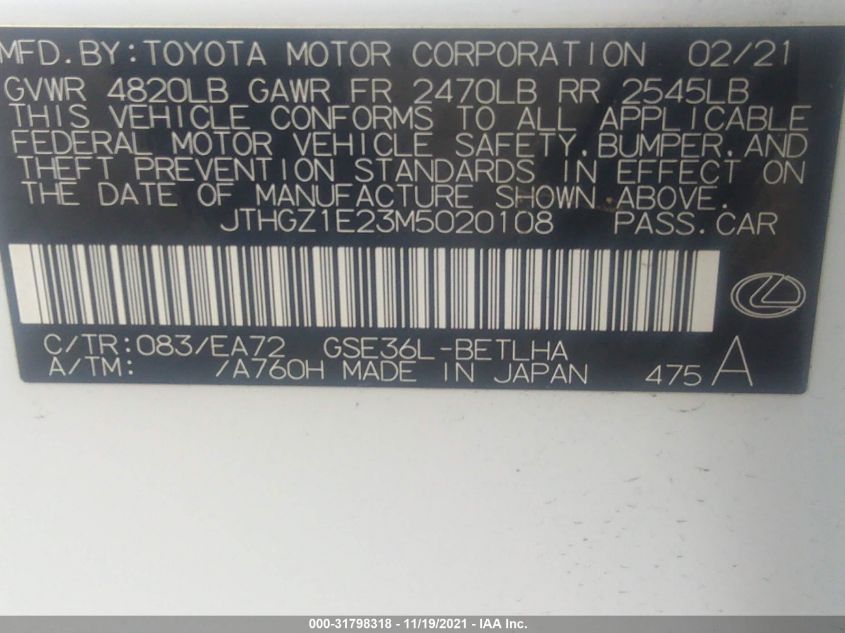 MFD. BY: TOYOTA MOTOR CORPORATION 02/21
GVWR 4820LB GAWR FR 2470LB RR 2545LB
THIS VEHICLE CONFORMS TO ALL APPLICABLE
FEDERAL MOTOR VEHICLE SAFETY, BUMPER, AND
THEFT PREVENTION STANDARDS IN EFFECT ON
THE DATE OF MANUFACTURE SHOWN ABOVE.
JTHGZ1E23M5020108 PASS. CAR
C/TR: 083/EA72 GSE36L-BETLHA
A/TM: /A760H MADE IN JAPAN 475 A
000-31798318 - 11/19/2021 - IAA Inc.